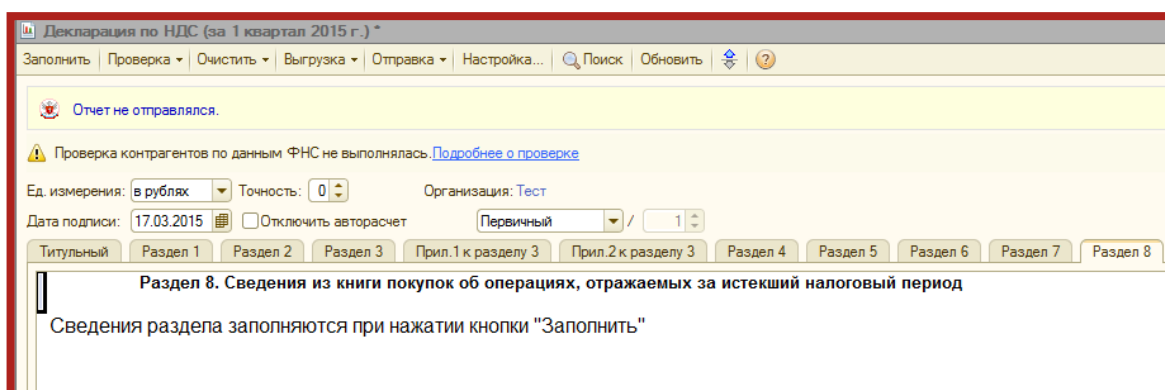 Декларация по НДС (за 1 квартал 2015 г.) *
Заполнить Проверка Очистить Выгрузка Отправка Настройка... Поиск Обновить ?
Отчет не отправлялся.
Проверка контрагентов по данным ФНС не выполнялась. Подробнее о проверке
Ед. измерения: в рублях Точность: 0 Организация: Тест
Дата подписи: 17.03.2015 Отключить авторасчет Первичный / 1
Титульный Раздел 1 Раздел 2 Раздел 3 Прил.1 к разделу 3 Прил.2 к разделу 3 Раздел 4 Раздел 5 Раздел 6 Раздел 7 Раздел 8
Раздел 8. Сведения из книги покупок об операциях, отражаемых за истекший налоговый период
Сведения раздела заполняются при нажатии кнопки "Заполнить"